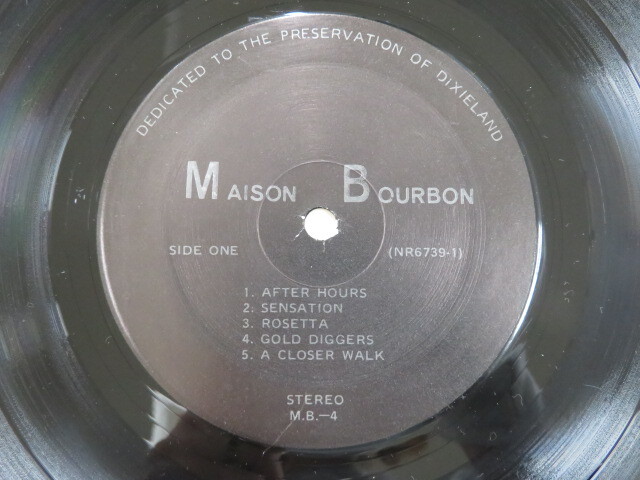 DEDICATED TO THE PRESERVATION OF DIXIELAND
MAISON BOURBON
SIDE ONE (NR6739-1)
1. AFTER HOURS
2. SENSATION
3. ROSETTA
4. GOLD DIGGERS
5. A CLOSER WALK
STEREO
M.B.-4